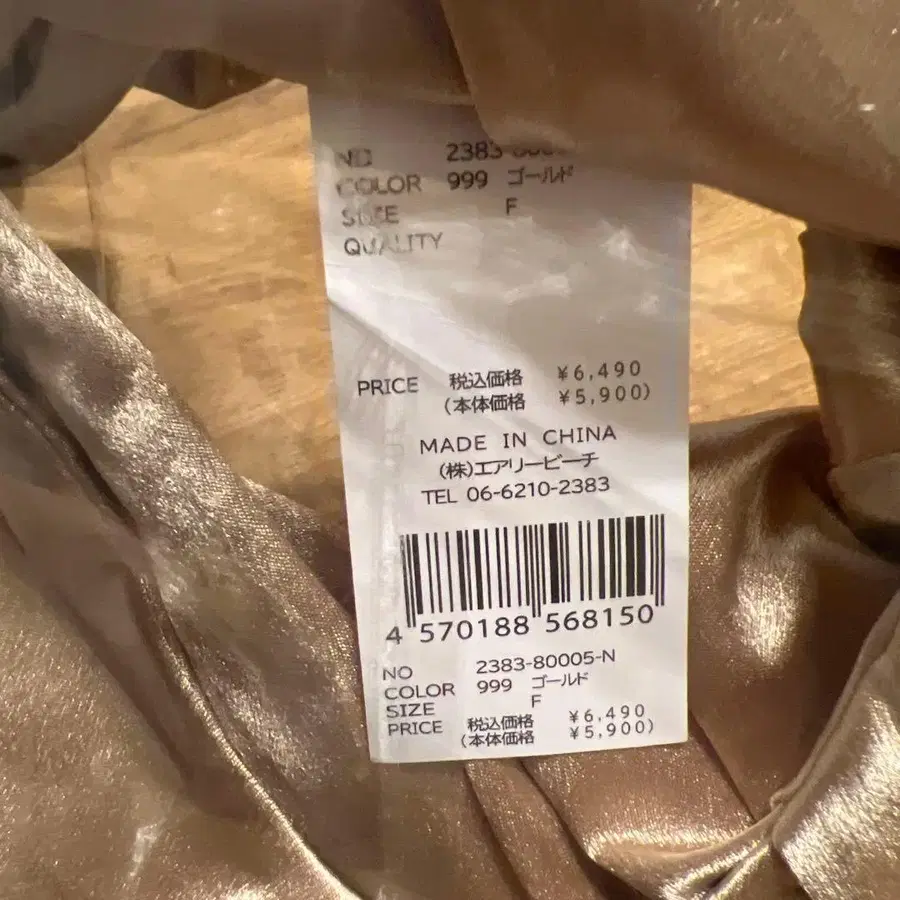 NO 2383-
COLOR 999 ゴールド
SIZE F
QUALITY
PRICE 税込価格 ¥6,490
(本体価格 ¥5,900)
MADE IN CHINA
(株)エアリービーチ
TEL 06-6210-2383
4 570188 568150
NO 2383-80005-N
COLOR 999 ゴールド
SIZE F
PRICE 税込価格 ¥6,490
(本体価格 ¥5,900)